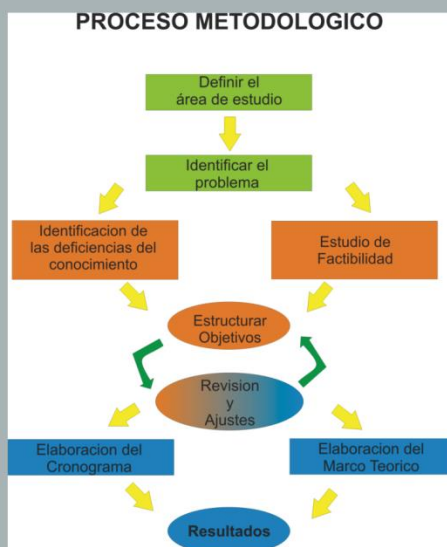 PROCESO METODOLOGICO
Definir el
área de estudio
Identificar el
problema
Identificacion de
las deficiencias del
conocimiento
Estudio de
Factibilidad
Estructurar
Objetivos
Revision
y
Ajustes
Elaboracion del
Cronograma
Elaboracion del
Marco Teorico
Resultados